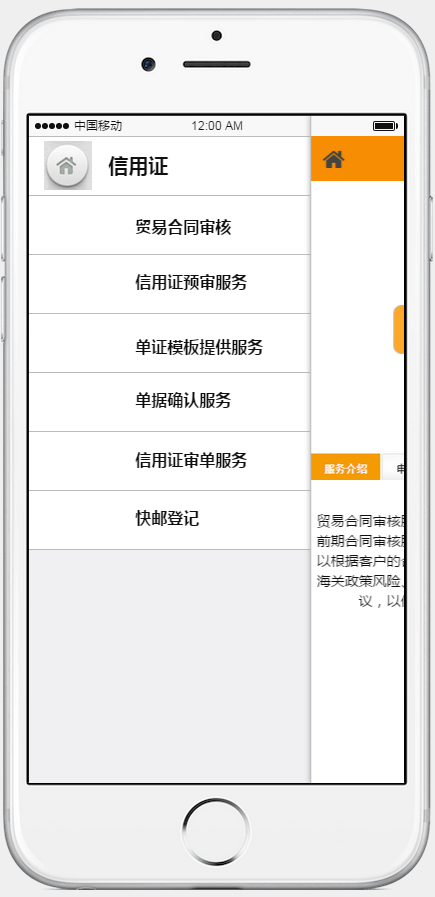 中国移动 12:00 AM
信用证
贸易合同审核
信用证预审服务
单证模板提供服务
单据确认服务
信用证审单服务
快邮登记
服务介绍
贸易合同审核
前期合同审核
以根据客户的
海关政策风险、
议，以